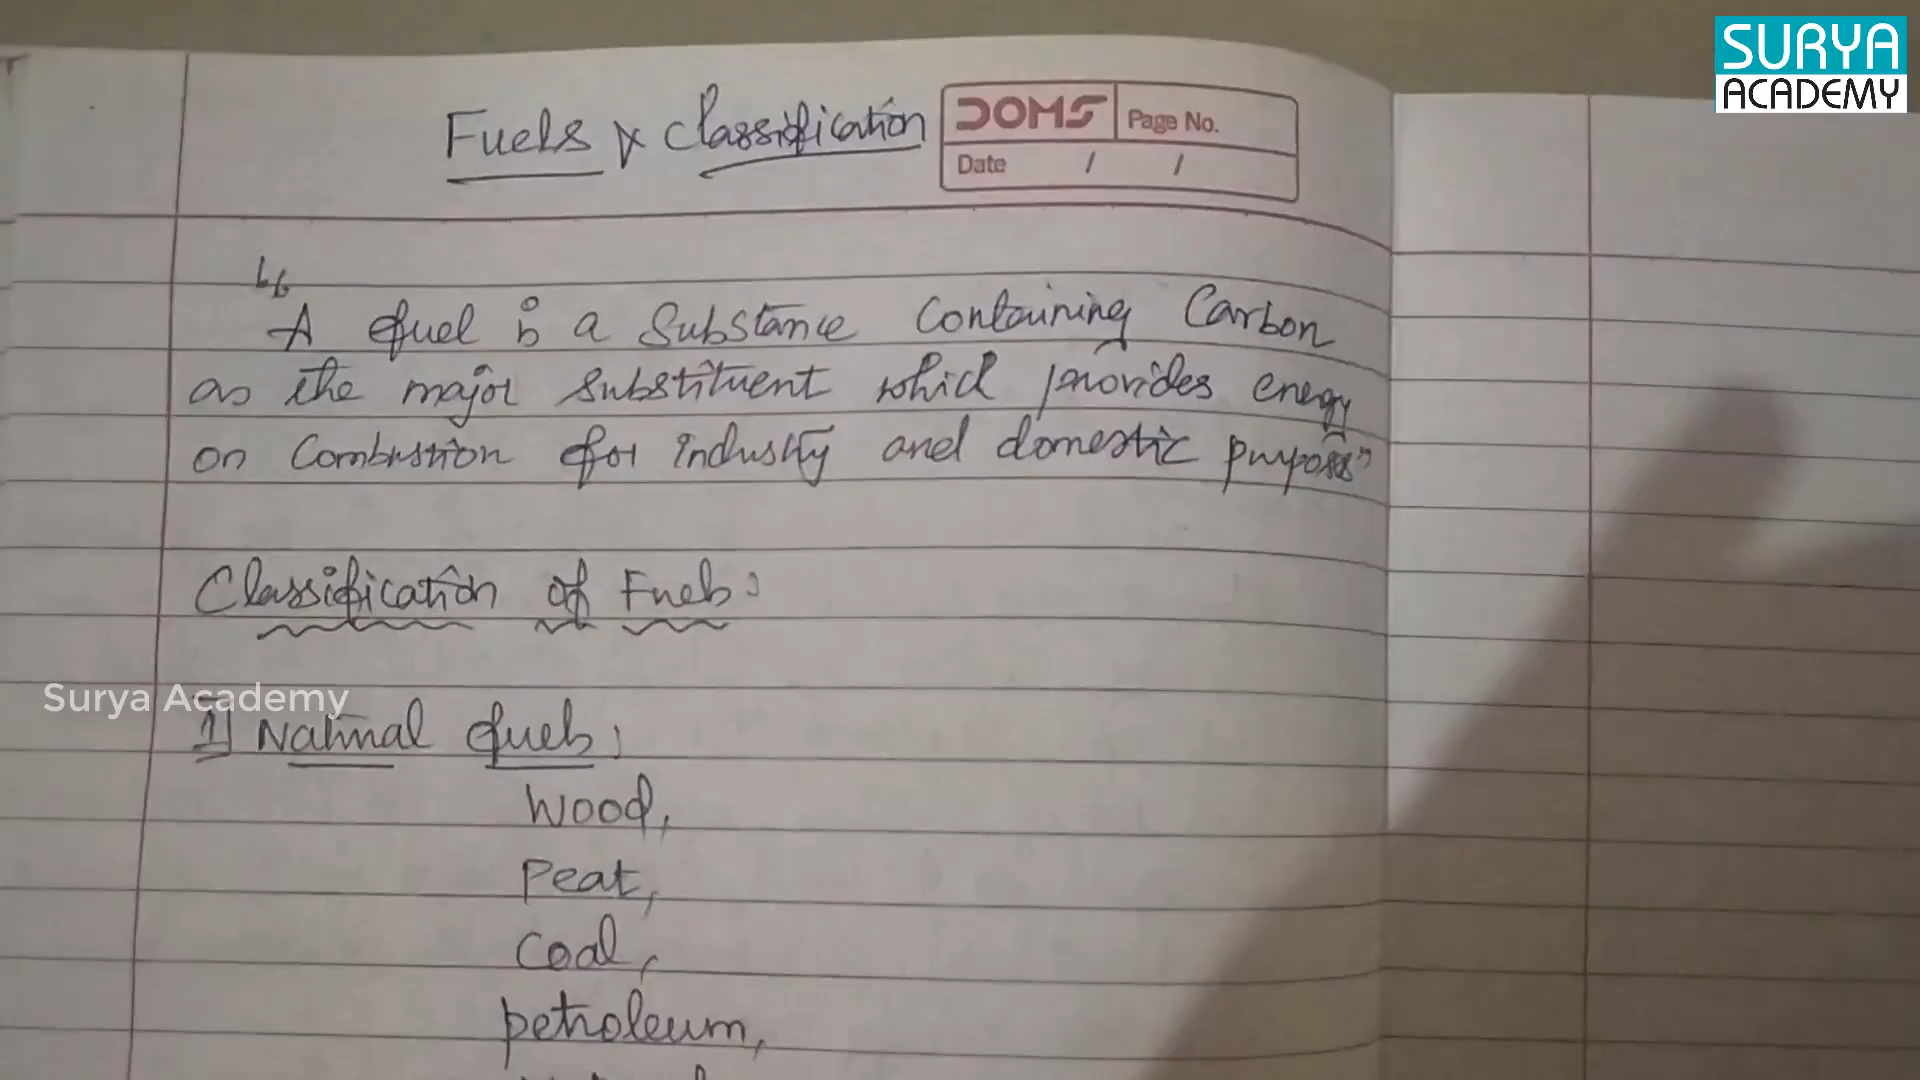 SURYA
ACADEMY
Fuels & Classification
DOMS Page No.
Date / /
"A fuel is a Substance Containing Carbon
as the major Substituent which provides energy
on Combustion for industry and domestic purposes"
Classification of Fuels:
Surya Academy
1] Natural fuels:
Wood,
Peat,
Coal,
petroleum,